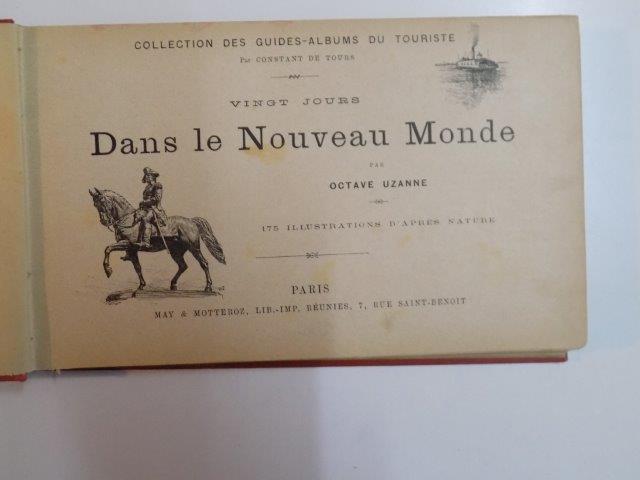 COLLECTION DES GUIDES-ALBUMS DU TOURISTE
Par CONSTANT DE TOURS
VINGT JOURS
Dans le Nouveau Monde
PAR
OCTAVE UZANNE
175 ILLUSTRATIONS D'APRÈS NATURE
PARIS
MAY & MOTTEROZ, LIB.-IMP. RÉUNIES, 7, RUE SAINT-BENOIT